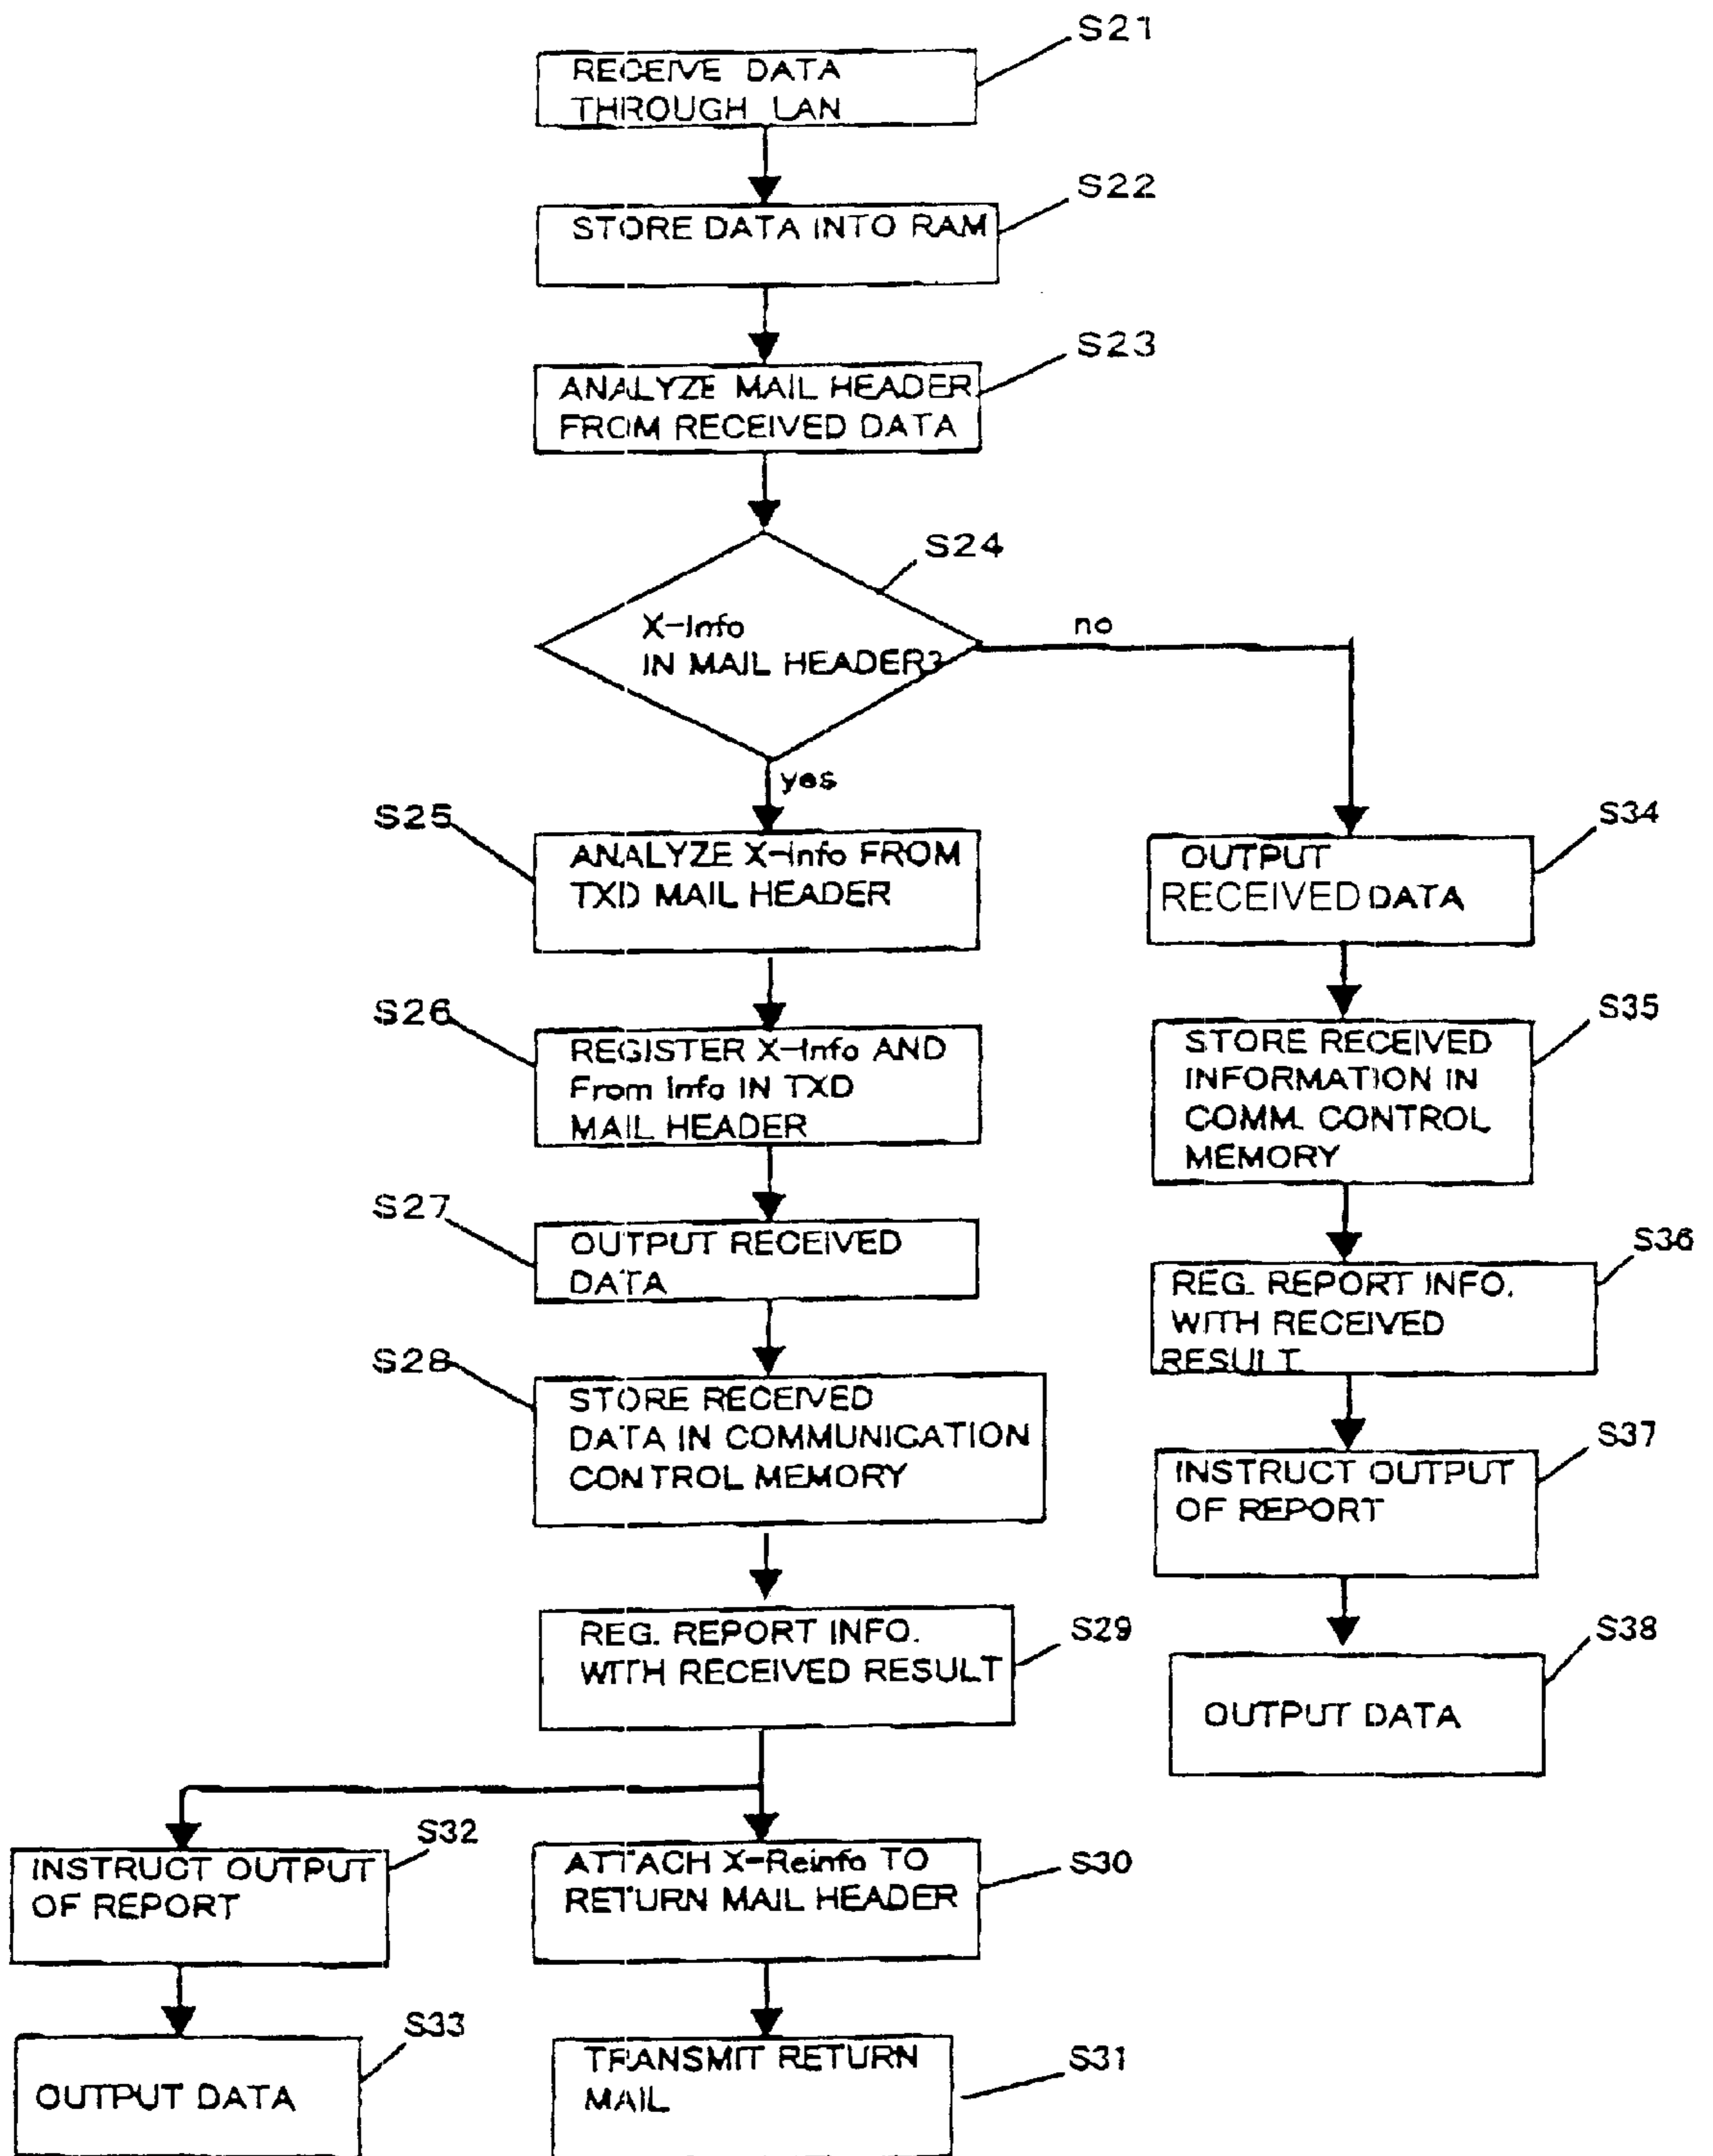 S21
RECEIVE DATA
THROUGH LAN
S22
STORE DATA INTO RAM
S23
ANALYZE MAIL HEADER
FROM RECEIVED DATA
S24
X-Info
IN MAIL HEADER?
no
yes
S25
ANALYZE X-Info FROM
TXD MAIL HEADER
S26
REGISTER X-Info AND
From Info IN TXD
MAIL HEADER
S27
OUTPUT RECEIVED
DATA
S28
STORE RECEIVED
DATA IN COMMUNICATION
CONTROL MEMORY
S29
REG. REPORT INFO.
WITH RECEIVED RESULT
S32
INSTRUCT OUTPUT
OF REPORT
S33
OUTPUT DATA
S30
ATTACH X-Reinfo TO
RETURN MAIL HEADER
S31
TRANSMIT RETURN
MAIL
S34
OUTPUT
RECEIVED DATA
S35
STORE RECEIVED
INFORMATION IN
COMM. CONTROL
MEMORY
S36
REG. REPORT INFO.
WITH RECEIVED
RESULT
S37
INSTRUCT OUTPUT
OF REPORT
S38
OUTPUT DATA